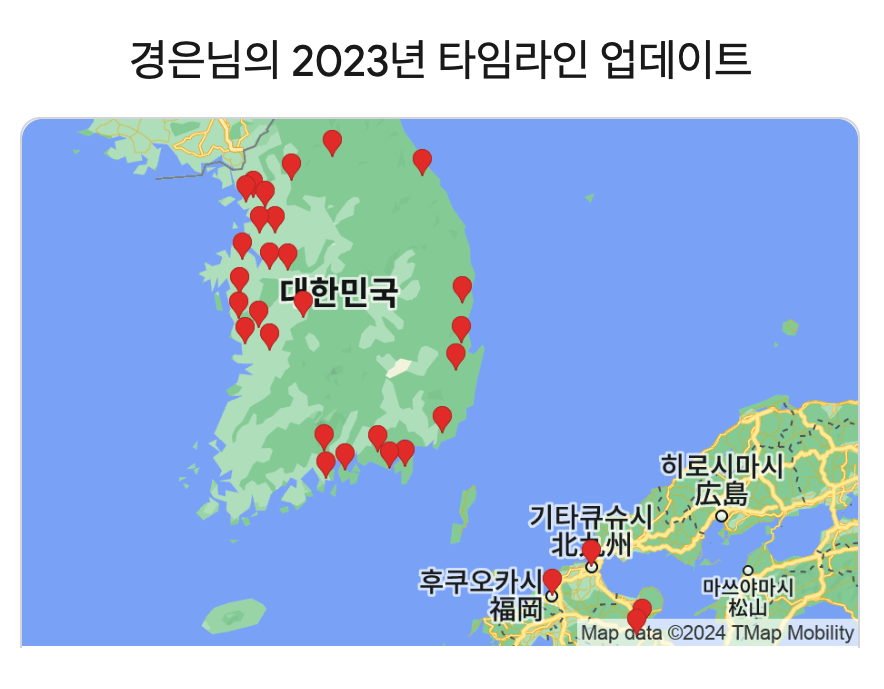 경은님의 2023년 타임라인 업데이트
대한민국
히로시마시
広島
기타큐슈시
北九州
후쿠오카시
福岡
마쓰야마시
松山
Map data ©2024 TMap Mobility